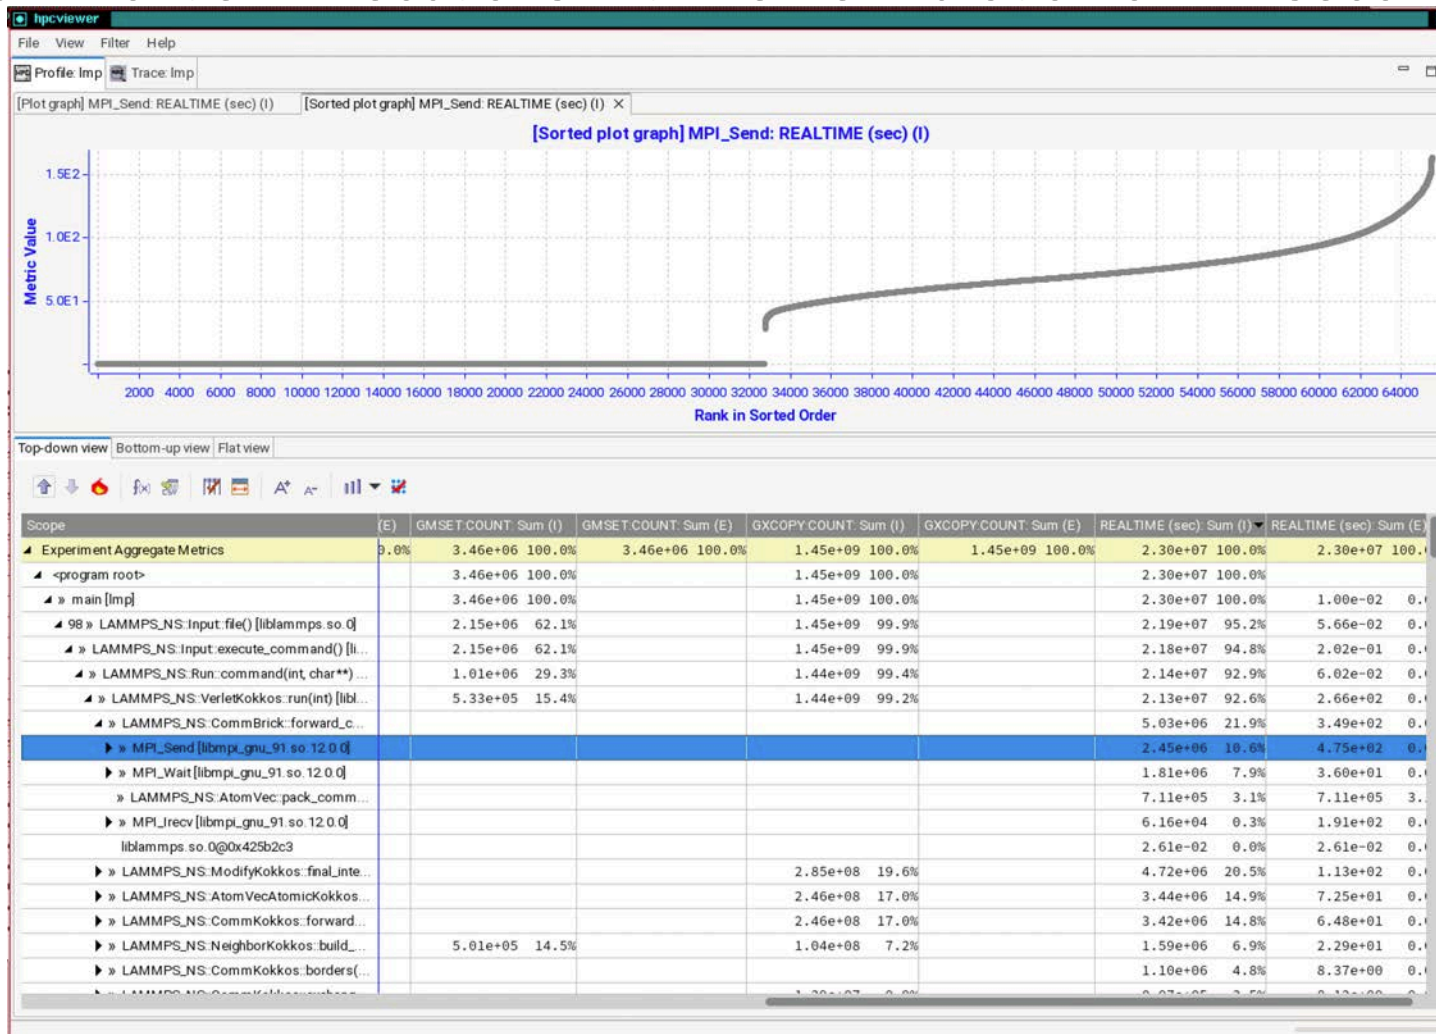 hpcviewer
File View Filter Help
Profile: lmp Trace: lmp
[Plot graph] MPI_Send: REALTIME (sec) (I) [Sorted plot graph] MPI_Send: REALTIME (sec) (I) ×
[Sorted plot graph] MPI_Send: REALTIME (sec) (I)
1.5E2
1.0E2
5.0E1
Metric Value
2000 4000 6000 8000 10000 12000 14000 16000 18000 20000 22000 24000 26000 28000 30000 32000 34000 36000 38000 40000 42000 44000 46000 48000 50000 52000 54000 56000 58000 60000 62000 64000
Rank in Sorted Order
Top-down view Bottom-up view Flat view
f(x) A+ A-
Scope (E) GMSET:COUNT: Sum (I) GMSET:COUNT: Sum (E) GXCOPY:COUNT: Sum (I) GXCOPY:COUNT: Sum (E) REALTIME (sec): Sum (I) REALTIME (sec): Sum (E)
Experiment Aggregate Metrics 0.0% 3.46e+06 100.0% 3.46e+06 100.0% 1.45e+09 100.0% 1.45e+09 100.0% 2.30e+07 100.0% 2.30e+07 100.
<program root> 3.46e+06 100.0% 1.45e+09 100.0% 2.30e+07 100.0%
» main [lmp] 3.46e+06 100.0% 1.45e+09 100.0% 2.30e+07 100.0% 1.00e-02 0.
98 » LAMMPS_NS::Input::file() [liblammps.so.0] 2.15e+06 62.1% 1.45e+09 99.9% 2.19e+07 95.2% 5.66e-02 0.
» LAMMPS_NS::Input::execute_command() [li... 2.15e+06 62.1% 1.45e+09 99.9% 2.18e+07 94.8% 2.02e-01 0.
» LAMMPS_NS::Run::command(int, char**) ... 1.01e+06 29.3% 1.44e+09 99.4% 2.14e+07 92.9% 6.02e-02 0.
» LAMMPS_NS::VerletKokkos::run(int) [libl... 5.33e+05 15.4% 1.44e+09 99.2% 2.13e+07 92.6% 2.66e+02 0.
» LAMMPS_NS::CommBrick::forward_c... 5.03e+06 21.9% 3.49e+02 0.
» MPI_Send [libmpi_gnu_91.so.12.0.0] 2.45e+06 10.6% 4.75e+02 0.
» MPI_Wait [libmpi_gnu_91.so.12.0.0] 1.81e+06 7.9% 3.60e+01 0.
» LAMMPS_NS::AtomVec::pack_comm... 7.11e+05 3.1% 7.11e+05 3.
» MPI_Irecv [libmpi_gnu_91.so.12.0.0] 6.16e+04 0.3% 1.91e+02 0.
liblammps.so.0@0x425b2c3 2.61e-02 0.0% 2.61e-02 0.
» LAMMPS_NS::ModifyKokkos::final_inte... 2.85e+08 19.6% 4.72e+06 20.5% 1.13e+02 0.
» LAMMPS_NS::AtomVecAtomicKokkos... 2.46e+08 17.0% 3.44e+06 14.9% 7.25e+01 0.
» LAMMPS_NS::CommKokkos::forward... 2.46e+08 17.0% 3.42e+06 14.8% 6.48e+01 0.
» LAMMPS_NS::NeighborKokkos::build_... 5.01e+05 14.5% 1.04e+08 7.2% 1.59e+06 6.9% 2.29e+01 0.
» LAMMPS_NS::CommKokkos::borders(... 1.10e+06 4.8% 8.37e+00 0.